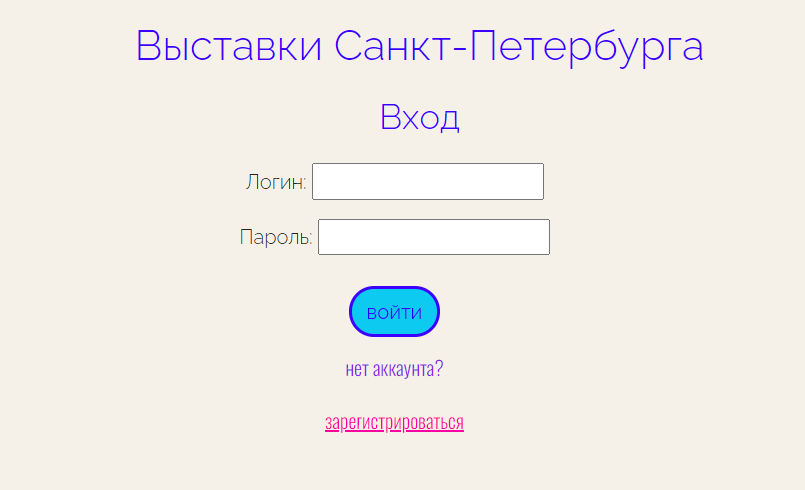 Выставки Санкт-Петербурга
Вход
Логин:
Пароль:
войти
нет аккаунта?
зарегистрироваться